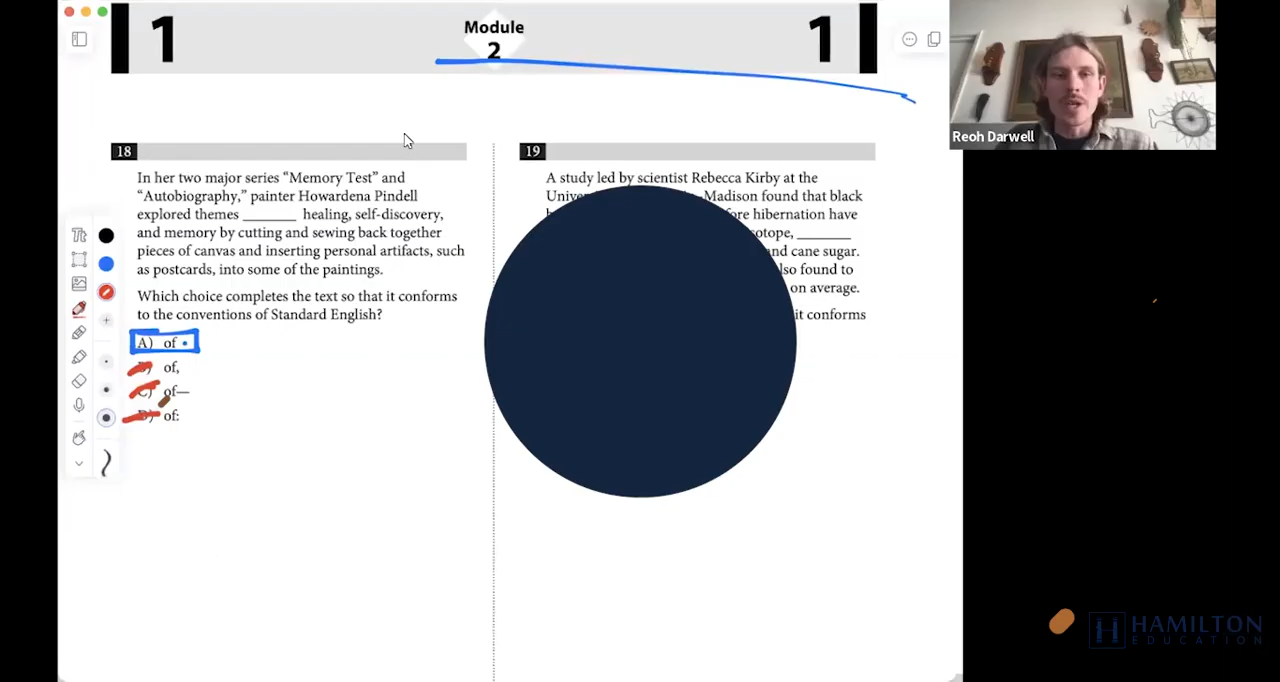 1
Module
2
1
Reoh Darwell
18
In her two major series “Memory Test” and
“Autobiography,” painter Howardena Pindell
explored themes ________ healing, self-discovery,
and memory by cutting and sewing back together
pieces of canvas and inserting personal artifacts, such
as postcards, into some of the paintings.
Which choice completes the text so that it conforms
to the conventions of Standard English?
A) of
B) of,
C) of—
D) of:
19
A study led by scientist Rebecca Kirby at the
Madison found that black
fore hibernation have
otope, ________
and cane sugar.
lso found to
on average.
it conforms
Tt
HAMILTON
EDUCATION